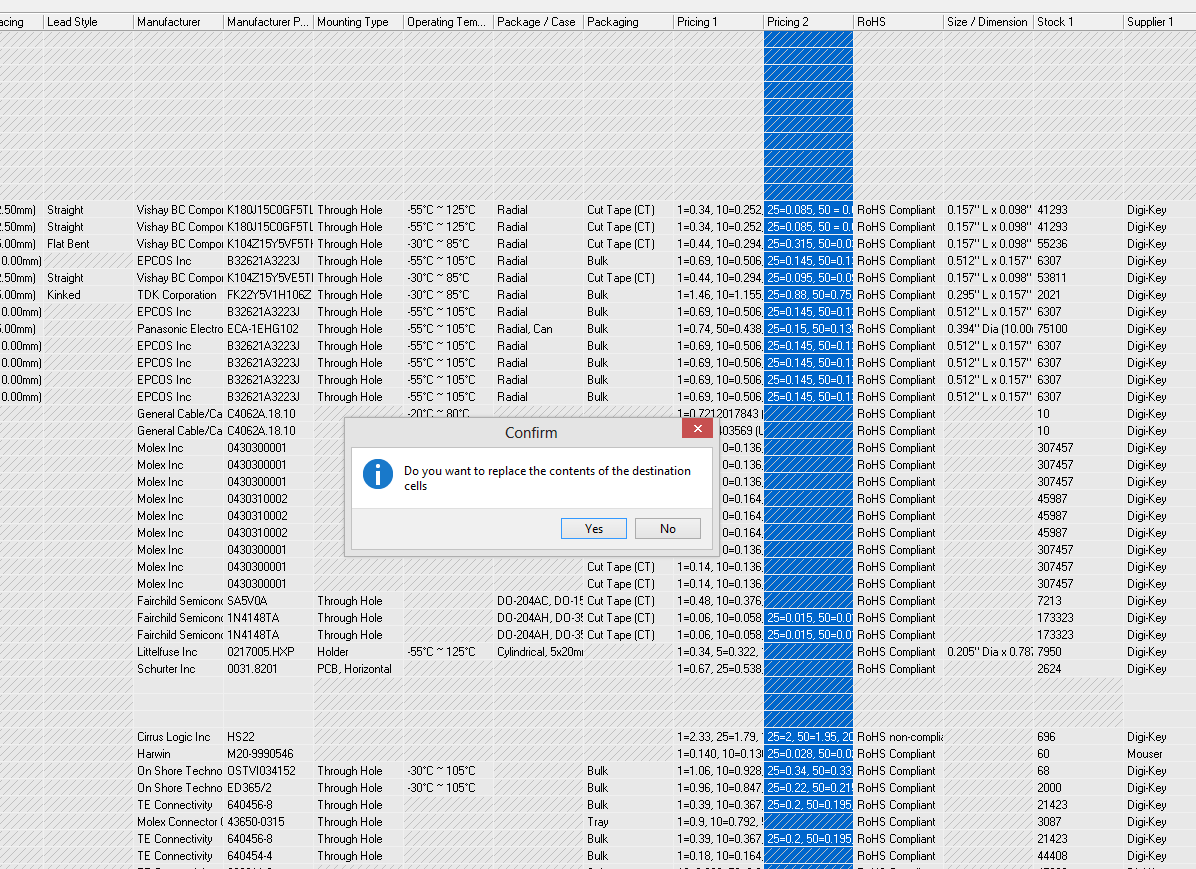 acing Lead Style Manufacturer Manufacturer P... Mounting Type Operating Tem... Package / Case Packaging Pricing 1 Pricing 2 RoHS Size / Dimension Stock 1 Supplier 1
2.50mm) Straight Vishay BC Compor K180J15C0GF5TL Through Hole -55°C ~ 125°C Radial Cut Tape (CT) 1=0.34, 10=0.252, 25=0.085, 50 = 0.0 RoHS Compliant 0.157" L x 0.098" 41293 Digi-Key
2.50mm) Straight Vishay BC Compor K180J15C0GF5TL Through Hole -55°C ~ 125°C Radial Cut Tape (CT) 1=0.34, 10=0.252, 25=0.085, 50 = 0.0 RoHS Compliant 0.157" L x 0.098" 41293 Digi-Key
5.00mm) Flat Bent Vishay BC Compor K104Z15Y5VF5TH Through Hole -30°C ~ 85°C Radial Cut Tape (CT) 1=0.44, 10=0.294, 25=0.315, 50=0.0 RoHS Compliant 0.157" L x 0.098" 55236 Digi-Key
0.00mm) EPCOS Inc B32621A3223J Through Hole -55°C ~ 105°C Radial Bulk 1=0.69, 10=0.506, 25=0.145, 50=0.1 RoHS Compliant 0.512" L x 0.157" 6307 Digi-Key
2.50mm) Straight Vishay BC Compor K104Z15Y5VE5TH Through Hole -30°C ~ 85°C Radial Cut Tape (CT) 1=0.44, 10=0.294, 25=0.095, 50=0.0 RoHS Compliant 0.157" L x 0.098" 53811 Digi-Key
5.00mm) Kinked TDK Corporation FK22Y5V1H106Z Through Hole -30°C ~ 85°C Radial Bulk 1=1.46, 10=1.155, 25=0.88, 50=0.75 RoHS Compliant 0.295" L x 0.157" 2021 Digi-Key
0.00mm) EPCOS Inc B32621A3223J Through Hole -55°C ~ 105°C Radial Bulk 1=0.69, 10=0.506, 25=0.145, 50=0.1 RoHS Compliant 0.512" L x 0.157" 6307 Digi-Key
5.00mm) Panasonic Electro ECA-1EHG102 Through Hole -55°C ~ 105°C Radial, Can Bulk 1=0.74, 50=0.438, 25=0.15, 50=0.135 RoHS Compliant 0.394" Dia (10.00r 75100 Digi-Key
0.00mm) EPCOS Inc B32621A3223J Through Hole -55°C ~ 105°C Radial Bulk 1=0.69, 10=0.506, 25=0.145, 50=0.1 RoHS Compliant 0.512" L x 0.157" 6307 Digi-Key
0.00mm) EPCOS Inc B32621A3223J Through Hole -55°C ~ 105°C Radial Bulk 1=0.69, 10=0.506, 25=0.145, 50=0.1 RoHS Compliant 0.512" L x 0.157" 6307 Digi-Key
0.00mm) EPCOS Inc B32621A3223J Through Hole -55°C ~ 105°C Radial Bulk 1=0.69, 10=0.506, 25=0.145, 50=0.1 RoHS Compliant 0.512" L x 0.157" 6307 Digi-Key
0.00mm) EPCOS Inc B32621A3223J Through Hole -55°C ~ 105°C Radial Bulk 1=0.69, 10=0.506, 25=0.145, 50=0.1 RoHS Compliant 0.512" L x 0.157" 6307 Digi-Key
General Cable/Ca C4062A.18.10 -20°C ~ 80°C 1=0.7212017843 ( RoHS Compliant 10 Digi-Key
General Cable/Ca C4062A.18.10 403569 (U RoHS Compliant 10 Digi-Key
Molex Inc 0430300001 0=0.136, RoHS Compliant 307457 Digi-Key
Molex Inc 0430300001 0=0.136, RoHS Compliant 307457 Digi-Key
Molex Inc 0430300001 0=0.136, RoHS Compliant 307457 Digi-Key
Molex Inc 0430310002 0=0.164, RoHS Compliant 45987 Digi-Key
Molex Inc 0430310002 0=0.164, RoHS Compliant 45987 Digi-Key
Molex Inc 0430310002 0=0.164, RoHS Compliant 45987 Digi-Key
Molex Inc 0430300001 0=0.136, RoHS Compliant 307457 Digi-Key
Molex Inc 0430300001 Cut Tape (CT) 1=0.14, 10=0.136, RoHS Compliant 307457 Digi-Key
Molex Inc 0430300001 Cut Tape (CT) 1=0.14, 10=0.136, RoHS Compliant 307457 Digi-Key
Fairchild Semicond SA5V0A Through Hole DO-204AC, DO-15 Cut Tape (CT) 1=0.48, 10=0.376, RoHS Compliant 7213 Digi-Key
Fairchild Semicond 1N4148TA Through Hole DO-204AH, DO-35 Cut Tape (CT) 1=0.06, 10=0.058, 25=0.015, 50=0.0 RoHS Compliant 173323 Digi-Key
Fairchild Semicond 1N4148TA Through Hole DO-204AH, DO-35 Cut Tape (CT) 1=0.06, 10=0.058, 25=0.015, 50=0.0 RoHS Compliant 173323 Digi-Key
Littelfuse Inc 0217005.HXP Holder -55°C ~ 125°C Cylindrical, 5x20mm 1=0.34, 5=0.322, RoHS Compliant 0.205" Dia x 0.787 7950 Digi-Key
Schurter Inc 0031.8201 PCB, Horizontal 1=0.67, 25=0.538, RoHS Compliant 2624 Digi-Key
Cirrus Logic Inc HS22 1=2.33, 25=1.79, 25=2, 50=1.95, 20 RoHS non-complia 696 Digi-Key
Harwin M20-9990546 1=0.140, 10=0.13 25=0.028, 50=0.0 RoHS Compliant 60 Mouser
On Shore Techno OSTVI034152 Through Hole -30°C ~ 105°C Bulk 1=1.06, 10=0.928, 25=0.34, 50=0.33 RoHS Compliant 68 Digi-Key
On Shore Techno ED365/2 Through Hole -30°C ~ 105°C Bulk 1=0.96, 10=0.847, 25=0.22, 50=0.21 RoHS Compliant 2000 Digi-Key
TE Connectivity 640456-8 Through Hole Bulk 1=0.39, 10=0.367, 25=0.2, 50=0.195 RoHS Compliant 21423 Digi-Key
Molex Connector 43650-0315 Through Hole Tray 1=0.9, 10=0.792, RoHS Compliant 3087 Digi-Key
TE Connectivity 640456-8 Through Hole Bulk 1=0.39, 10=0.367, 25=0.2, 50=0.195 RoHS Compliant 21423 Digi-Key
TE Connectivity 640454-4 Through Hole Bulk 1=0.18, 10=0.164, RoHS Compliant 44408 Digi-Key
Confirm
Do you want to replace the contents of the destination
cells
Yes No